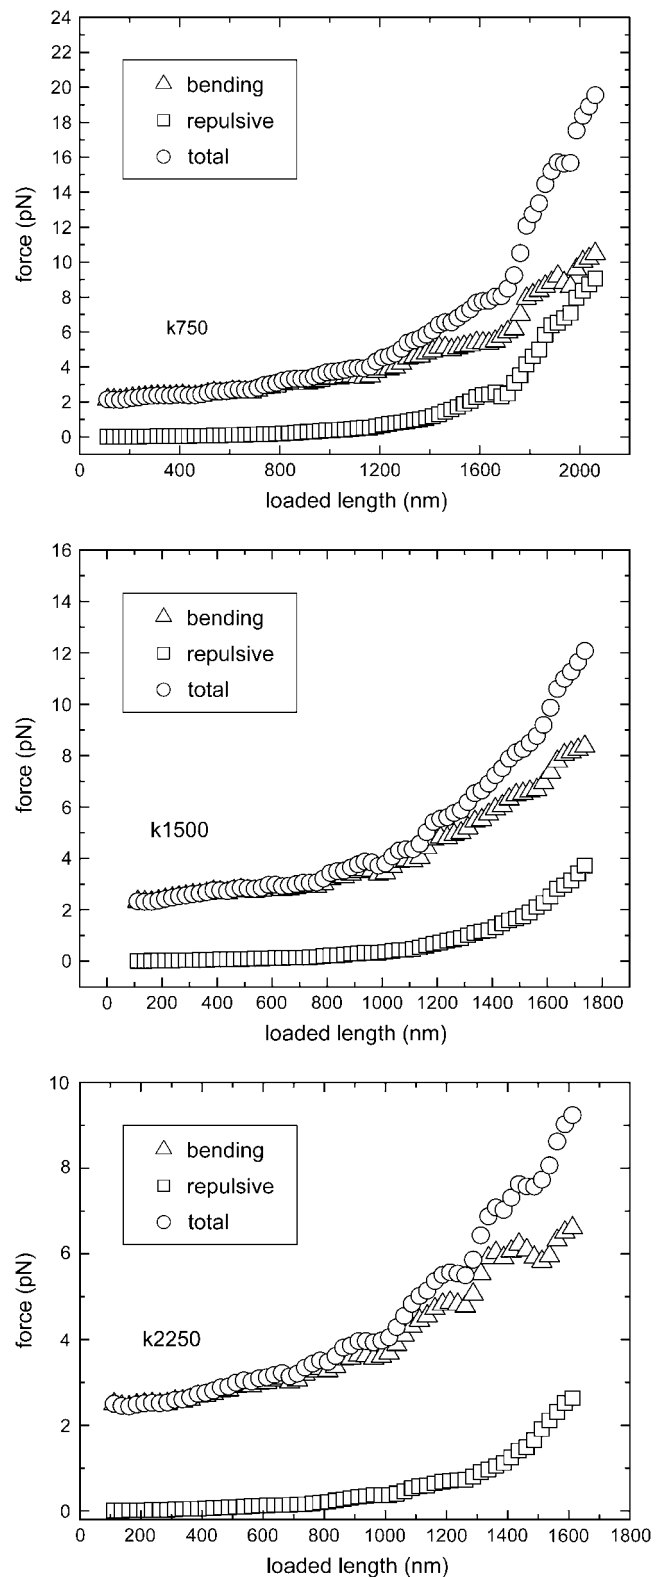 24
22
20
18
16
14
12
10
8
6
4
2
0
force (pN)
bending
repulsive
total
k750
0 400 800 1200 1600 2000
loaded length (nm)
16
14
12
10
8
6
4
2
0
force (pN)
bending
repulsive
total
k1500
0 200 400 600 800 1000 1200 1400 1600 1800
loaded length (nm)
10
8
6
4
2
0
force (pN)
bending
repulsive
total
k2250
0 200 400 600 800 1000 1200 1400 1600 1800
loaded length (nm)